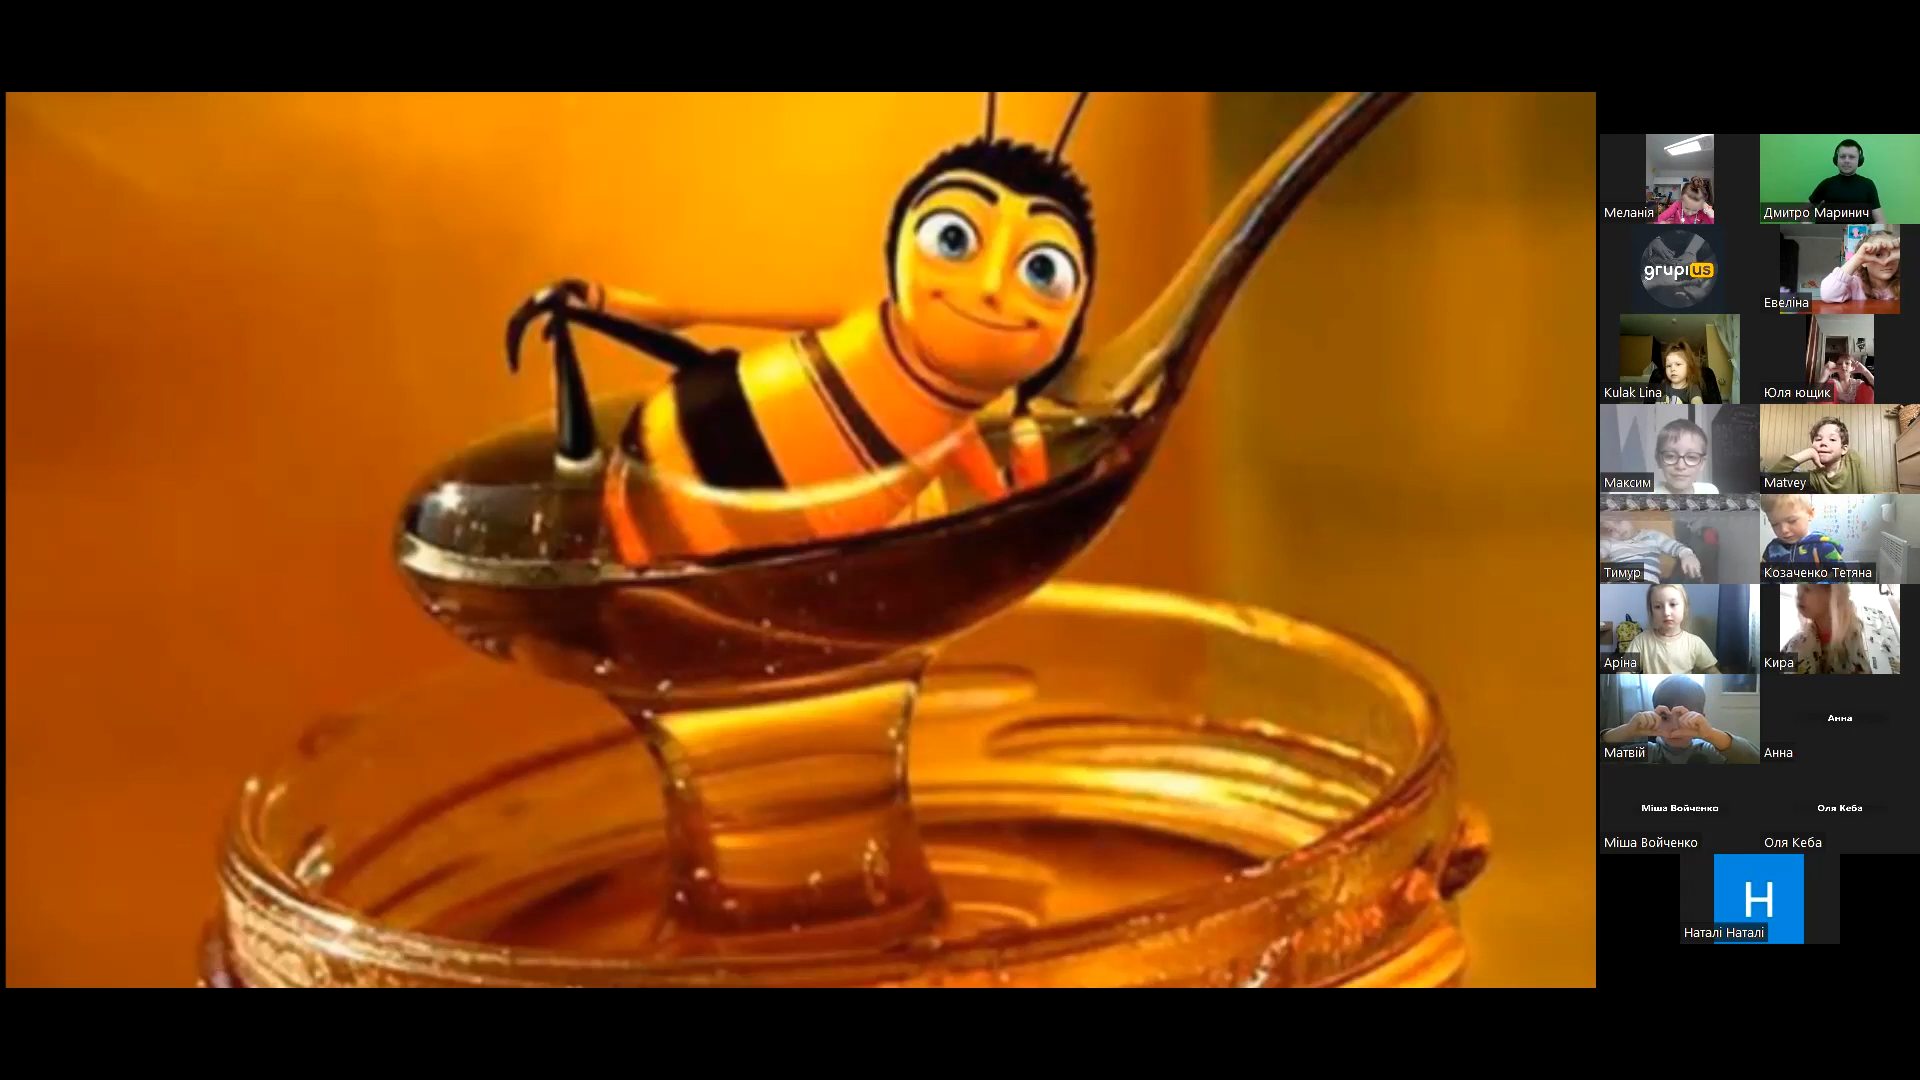 Меланія
Дмитро Маринич
grupius
Евеліна
Kulak Lina
Юля ющик
Максим
Matvey
Тимур
Козаченко Тетяна
Аріна
Кира
Матвій
Анна
Анна
Міша Войченко
Оля Кеба
Міша Войченко
Оля Кеба
Н
Наталі Наталі